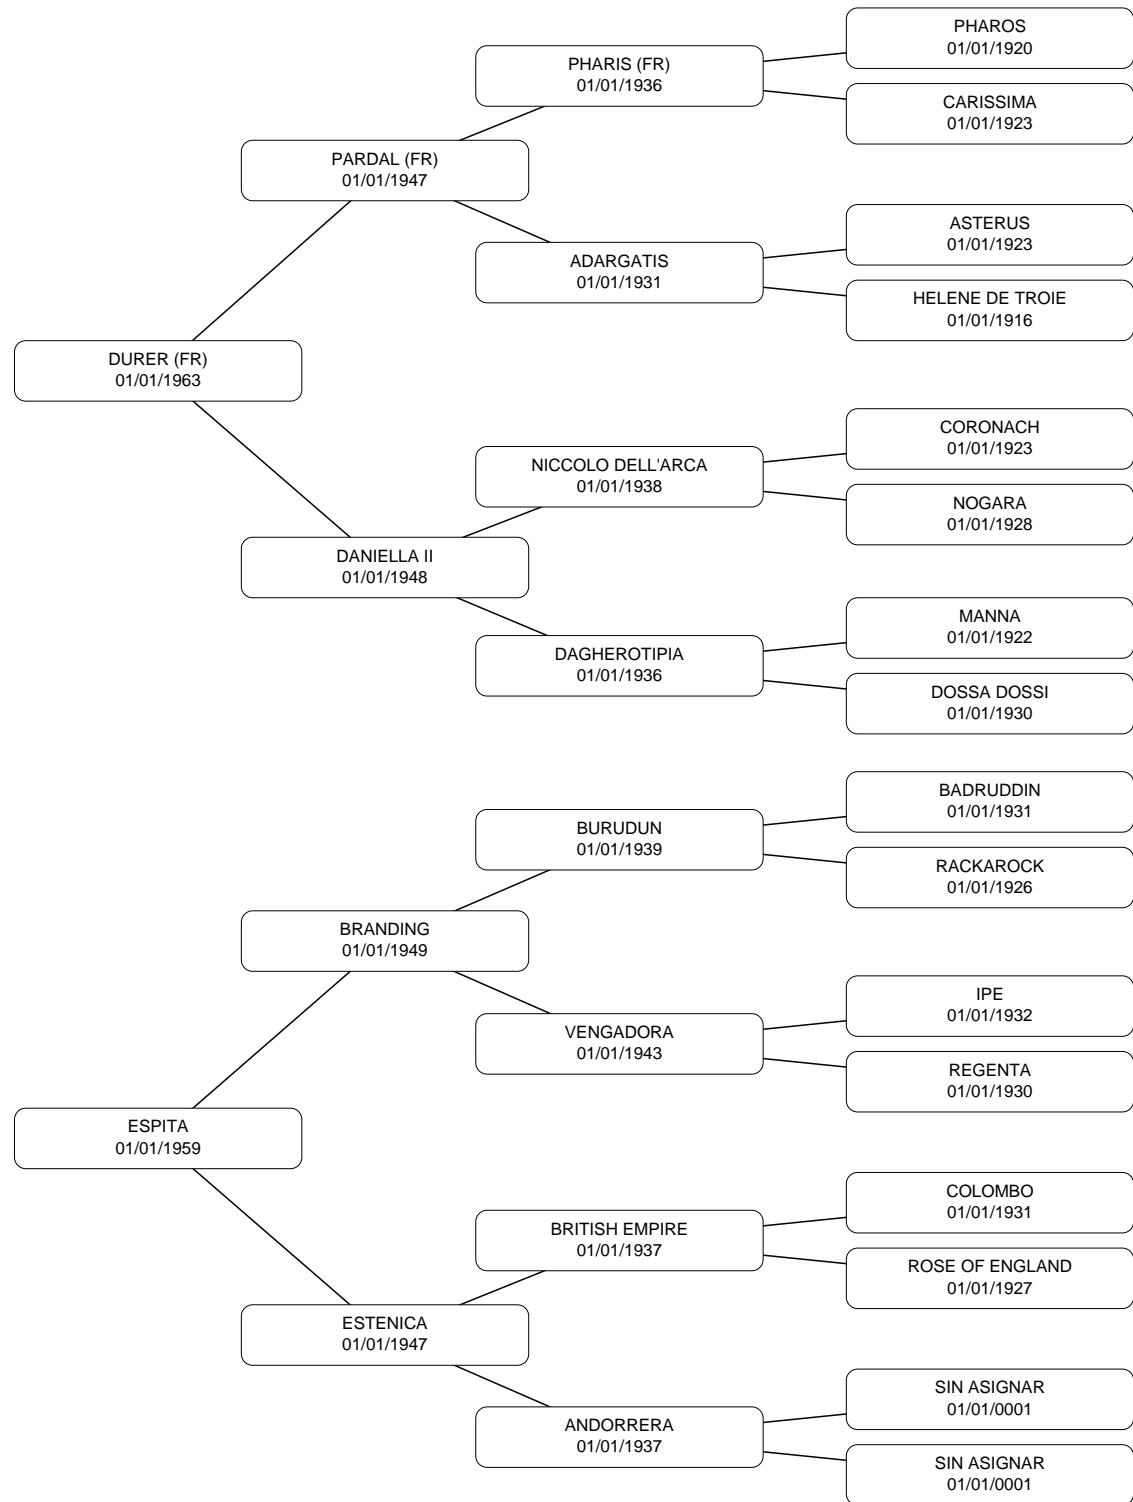 PHAROS
01/01/1920
PHARIS (FR)
01/01/1936
CARISSIMA
01/01/1923
PARDAL (FR)
01/01/1947
ASTERUS
01/01/1923
ADARGATIS
01/01/1931
HELENE DE TROIE
01/01/1916
DURER (FR)
01/01/1963
CORONACH
01/01/1923
NICCOLO DELL'ARCA
01/01/1938
NOGARA
01/01/1928
DANIELLA II
01/01/1948
MANNA
01/01/1922
DAGHEROTIPIA
01/01/1936
DOSSA DOSSI
01/01/1930
BADRUDDIN
01/01/1931
BURUDUN
01/01/1939
RACKAROCK
01/01/1926
BRANDING
01/01/1949
IPE
01/01/1932
VENGADORA
01/01/1943
REGENTA
01/01/1930
ESPITA
01/01/1959
COLOMBO
01/01/1931
BRITISH EMPIRE
01/01/1937
ROSE OF ENGLAND
01/01/1927
ESTENICA
01/01/1947
SIN ASIGNAR
01/01/0001
ANDORRERA
01/01/1937
SIN ASIGNAR
01/01/0001